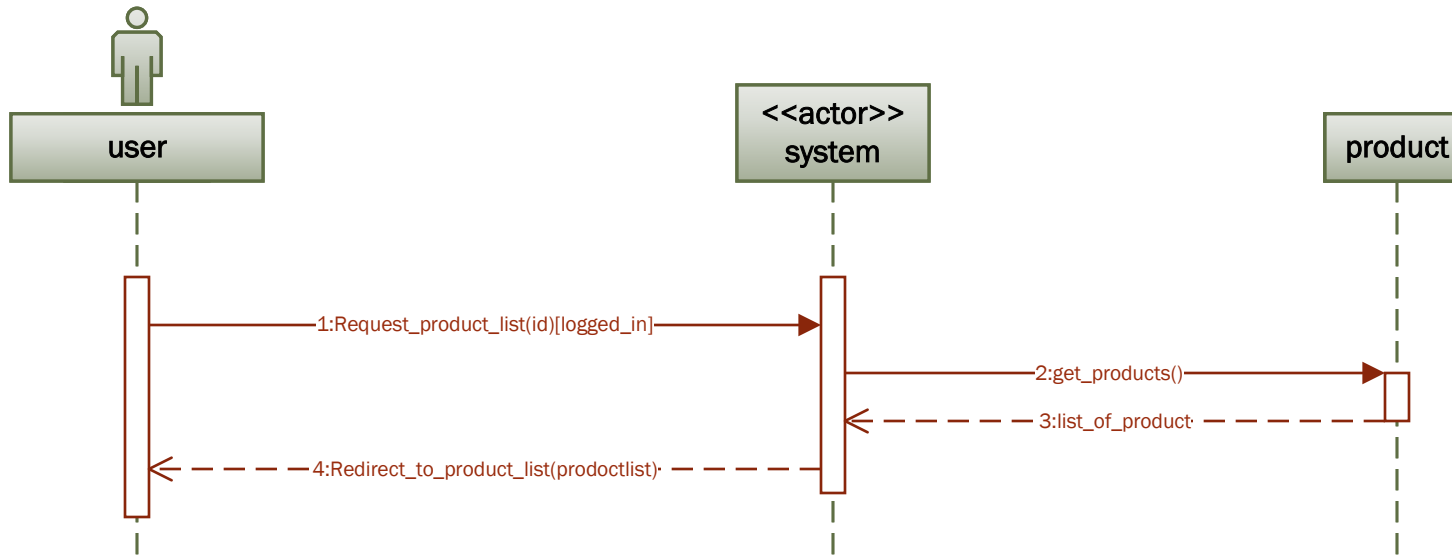 user
<<actor>>
system
product
1:Request_product_list(id)[logged_in]
2:get_products()
3:list_of_product
4:Redirect_to_product_list(prodoctlist)